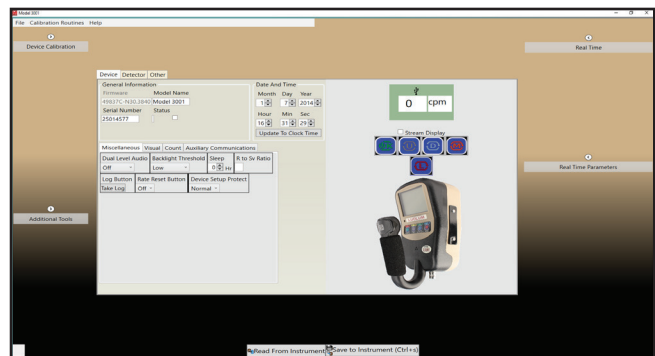 Model 3001
File Calibration Routines Help
Device Calibration
Real Time
Device Detector Other
General Information
Firmware Model Name
Model 3001
Serial Number Status
25014577
Date And Time
Month Day Year
1 7 2014
Hour Min Sec
16 31 29
Update To Clock Time
0 cpm
Stream Display
Miscellaneous Visual Count Auxiliary Communications
Dual Level Audio Backlight Threshold Sleep R to Sv Ratio
Off Low 0 Hr
Log Button Rate Reset Button Device Setup Protect
Take Log Off Normal
Real Time Parameters
Additional Tools
Read From Instrument Save to Instrument (Ctrl+s)